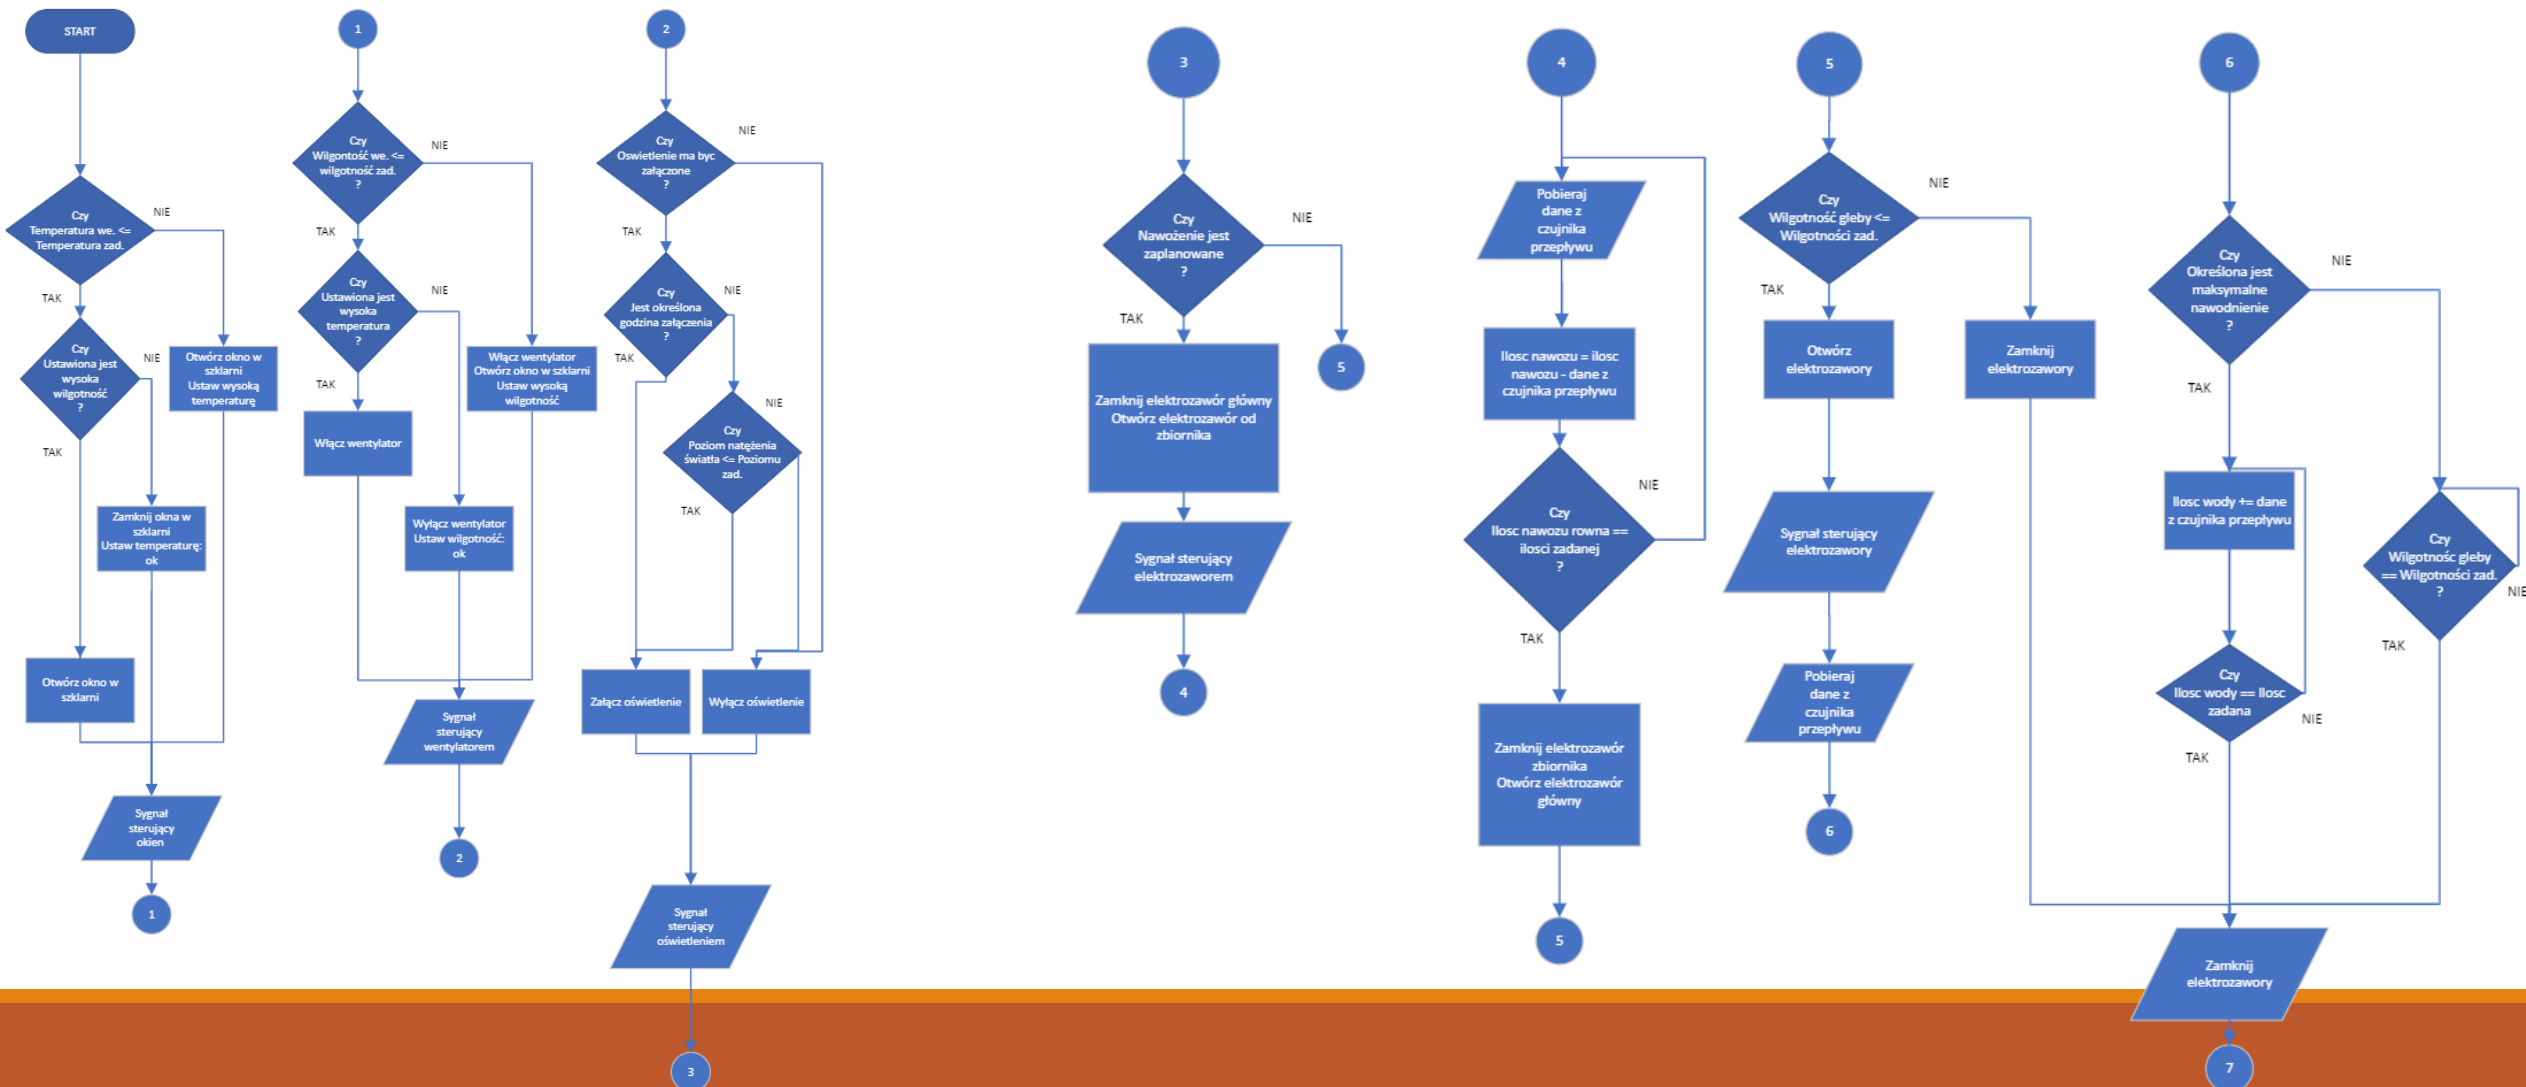 START
Czy
Temperatura we. <=
Temperatura zad.
NIE
TAK
Czy
Ustawiona jest
wysoka
wilgotność
?
NIE
TAK
Otwórz okno w
szklarni
Ustaw wysoką
temperaturę
Zamknij okna w
szklarni
Ustaw temperaturę:
ok
Otwórz okno w
szklarni
Sygnał
sterujący
okien
1
1
Czy
Wilgontość we. <=
wilgotność zad.
?
NIE
TAK
Czy
Ustawiona jest
wysoka
temperatura
?
NIE
TAK
Włącz wentylator
Otwórz okno w szklarni
Ustaw wysoką
wilgotność
Włącz wentylator
Wyłącz wentylator
Ustaw wilgotność:
ok
Sygnał
sterujący
wentylatorem
2
2
Czy
Oswietlenie ma byc
załączone
?
NIE
TAK
Czy
Jest określona
godzina załączenia
?
NIE
TAK
Czy
Poziom natężenia
światła <= Poziomu
zad.
NIE
TAK
Załącz oświetlenie
Wyłącz oświetlenie
Sygnał
sterujący
oświetleniem
3
3
Czy
Nawożenie jest
zaplanowane
?
NIE
TAK
5
Zamknij elektrozawór główny
Otwórz elektrozawór od
zbiornika
Sygnał sterujący
elektrozaworem
4
4
Pobieraj
dane z
czujnika
przepływu
Ilosc nawozu = ilosc
nawozu - dane z
czujnika przepływu
Czy
Ilosc nawozu rowna ==
ilosci zadanej
?
NIE
TAK
Zamknij elektrozawór
zbiornika
Otwórz elektrozawór
główny
5
5
Czy
Wilgotność gleby <=
Wilgotności zad.
NIE
TAK
Otwórz
elektrozawory
Zamknij
elektrozawory
Sygnał sterujący
elektrozawory
Pobieraj
dane z
czujnika
przepływu
6
6
Czy
Określona jest
maksymalne
nawodnienie
?
NIE
TAK
Ilosc wody += dane
z czujnika przepływu
Czy
Ilosc wody == Ilosc
zadana
NIE
TAK
Czy
Wilgotnośc gleby
== Wilgotności zad.
?
NIE
TAK
Zamknij
elektrozawory
7